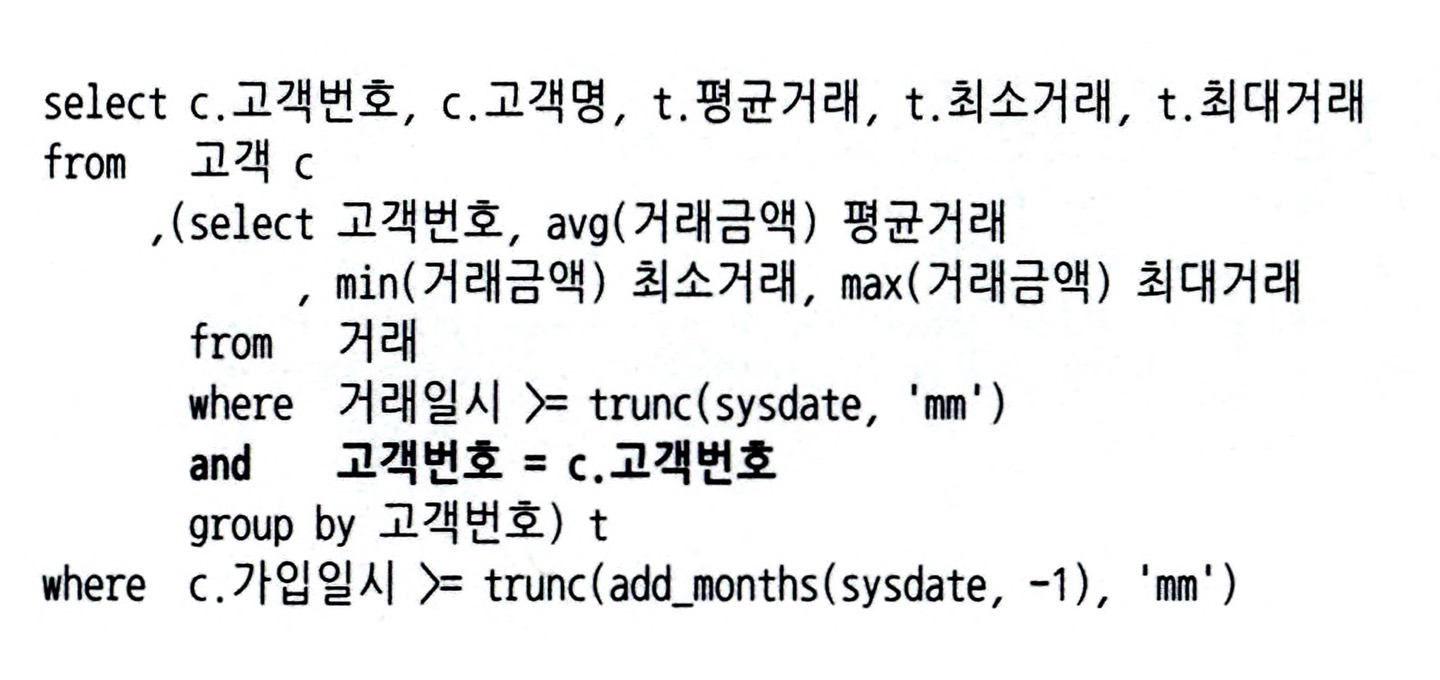 select c.고객번호, c.고객명, t.평균거래, t.최소거래, t.최대거래
from 고객 c
,(select 고객번호, avg(거래금액) 평균거래
, min(거래금액) 최소거래, max(거래금액) 최대거래
from 거래
where 거래일시 >= trunc(sysdate, 'mm')
and 고객번호 = c.고객번호
group by 고객번호) t
where c.가입일시 >= trunc(add_months(sysdate, -1), 'mm')